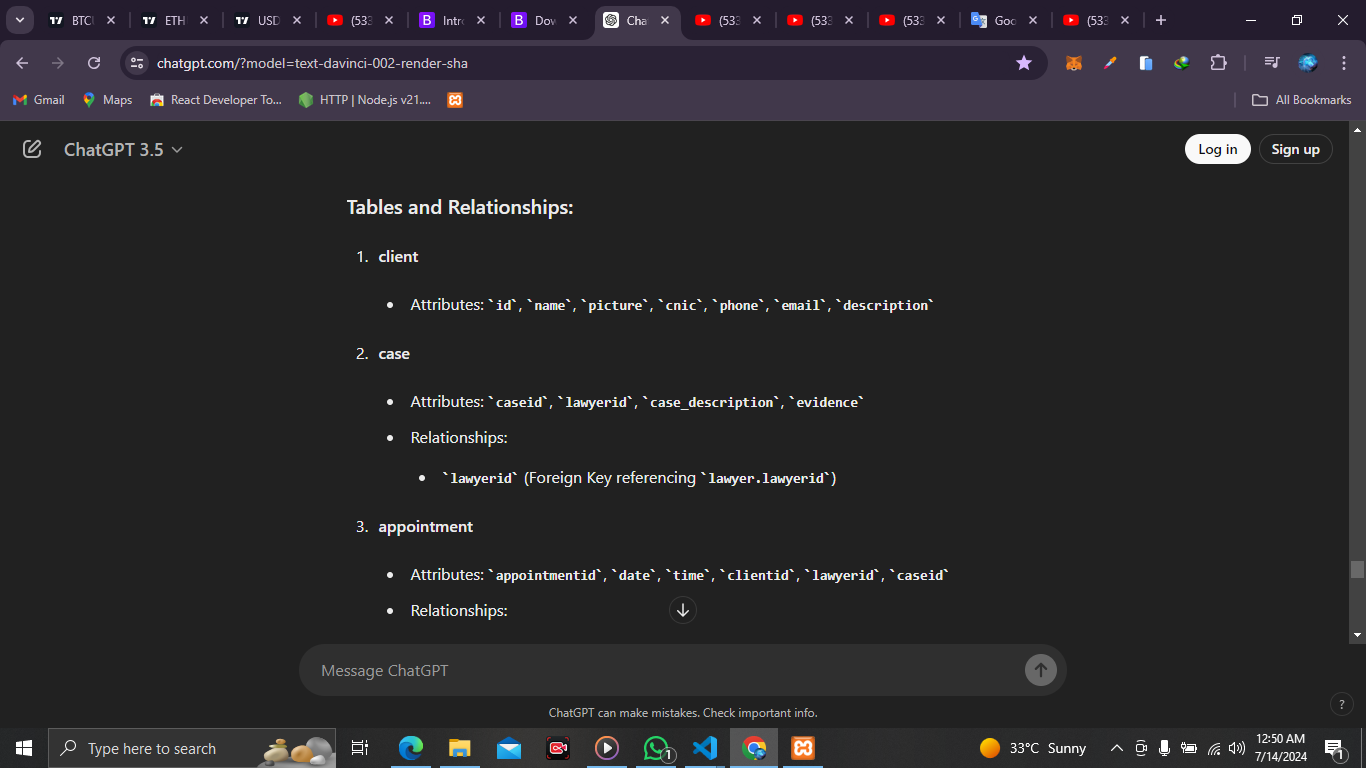 BTCU
ETH
USD
(533
Intro
Dow
Cha
(533
(533
(533
Goo
(533
chatgpt.com/?model=text-davinci-002-render-sha
Gmail
Maps
React Developer To...
HTTP | Node.js v21....
All Bookmarks
ChatGPT 3.5
Log in
Sign up
Tables and Relationships:
1. client
• Attributes: `id`, `name`, `picture`, `cnic`, `phone`, `email`, `description`
2. case
• Attributes: `caseid`, `lawyerid`, `case_description`, `evidence`
• Relationships:
• `lawyerid` (Foreign Key referencing `lawyer.lawyerid`)
3. appointment
• Attributes: `appointmentid`, `date`, `time`, `clientid`, `lawyerid`, `caseid`
• Relationships:
Message ChatGPT
ChatGPT can make mistakes. Check important info.
?
Type here to search
1
33°C Sunny
12:50 AM
7/14/2024
1